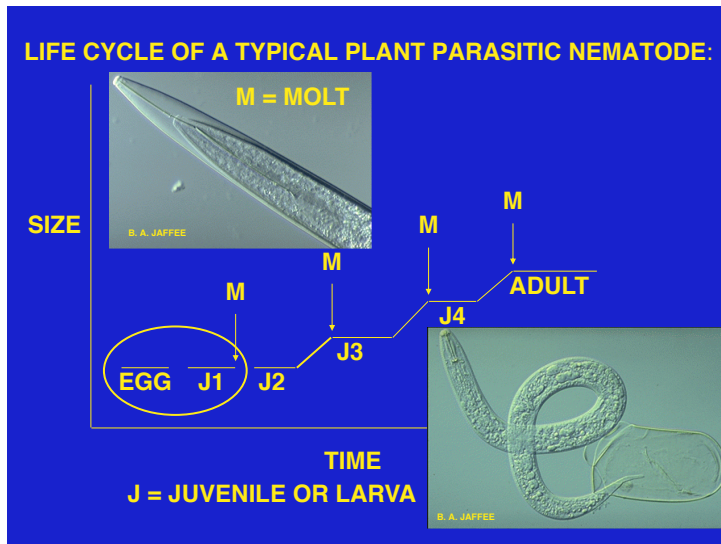 LIFE CYCLE OF A TYPICAL PLANT PARASITIC NEMATODE:
M = MOLT
B. A. JAFFEE
SIZE
M
M
M
M
ADULT
J4
J3
EGG J1 J2
TIME
J = JUVENILE OR LARVA
B. A. JAFFEE